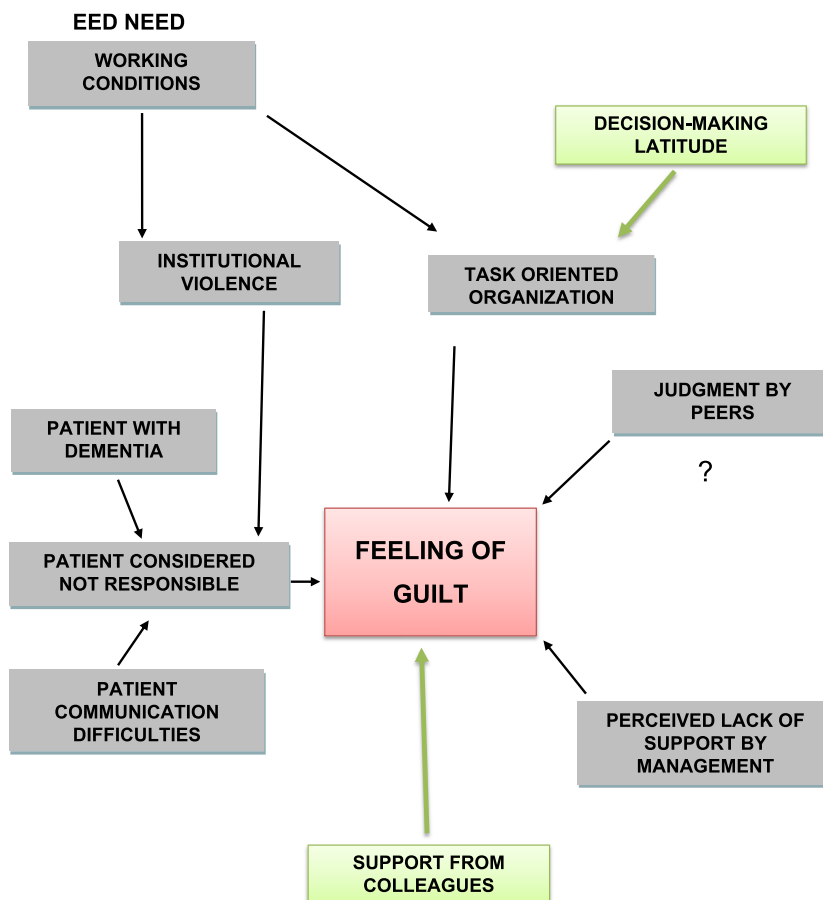 EED NEED
WORKING
CONDITIONS
DECISION-MAKING
LATITUDE
INSTITUTIONAL
VIOLENCE
TASK ORIENTED
ORGANIZATION
JUDGMENT BY
PEERS
?
PATIENT WITH
DEMENTIA
FEELING OF
GUILT
PATIENT CONSIDERED
NOT RESPONSIBLE
PATIENT
COMMUNICATION
DIFFICULTIES
PERCEIVED LACK OF
SUPPORT BY
MANAGEMENT
SUPPORT FROM
COLLEAGUES